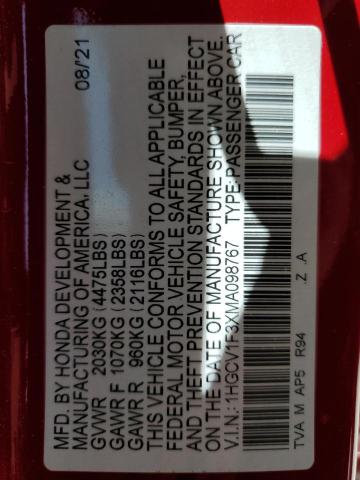 MFD. BY HONDA DEVELOPMENT & 08/21
MANUFACTURING OF AMERICA, LLC
GVWR 2030KG (4475LBS)
GAWR F 1070KG (2358LBS)
GAWR R 960KG (2116LBS)
THIS VEHICLE CONFORMS TO ALL APPLICABLE
FEDERAL MOTOR VEHICLE SAFETY, BUMPER,
AND THEFT PREVENTION STANDARDS IN EFFECT
ON THE DATE OF MANUFACTURE SHOWN ABOVE.
V.I.N.: 1HGCV1F3XMA098767 TYPE:PASSENGER CAR
TVA M AP5 R94 .Z .A